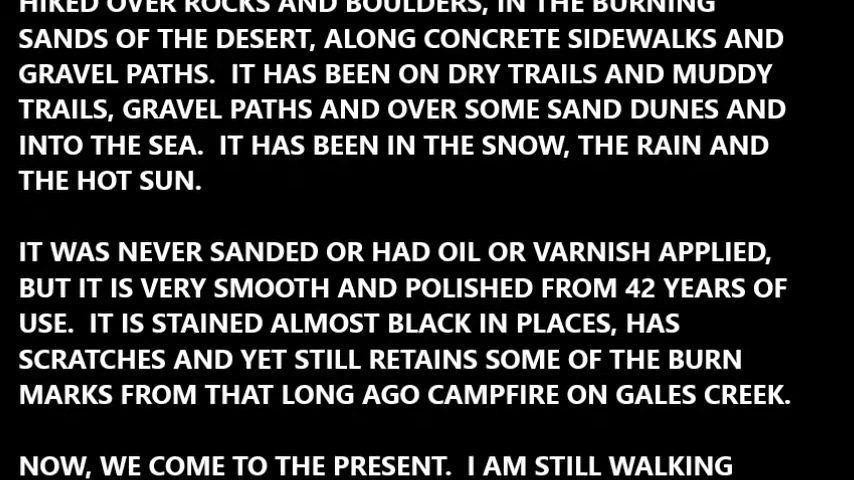 HIKED OVER ROCKS AND BOULDERS, IN THE BURNING
SANDS OF THE DESERT, ALONG CONCRETE SIDEWALKS AND
GRAVEL PATHS.  IT HAS BEEN ON DRY TRAILS AND MUDDY
TRAILS, GRAVEL PATHS AND OVER SOME SAND DUNES AND
INTO THE SEA.  IT HAS BEEN IN THE SNOW, THE RAIN AND
THE HOT SUN.
IT WAS NEVER SANDED OR HAD OIL OR VARNISH APPLIED,
BUT IT IS VERY SMOOTH AND POLISHED FROM 42 YEARS OF
USE.  IT IS STAINED ALMOST BLACK IN PLACES, HAS
SCRATCHES AND YET STILL RETAINS SOME OF THE BURN
MARKS FROM THAT LONG AGO CAMPFIRE ON GALES CREEK.
NOW, WE COME TO THE PRESENT.  I AM STILL WALKING